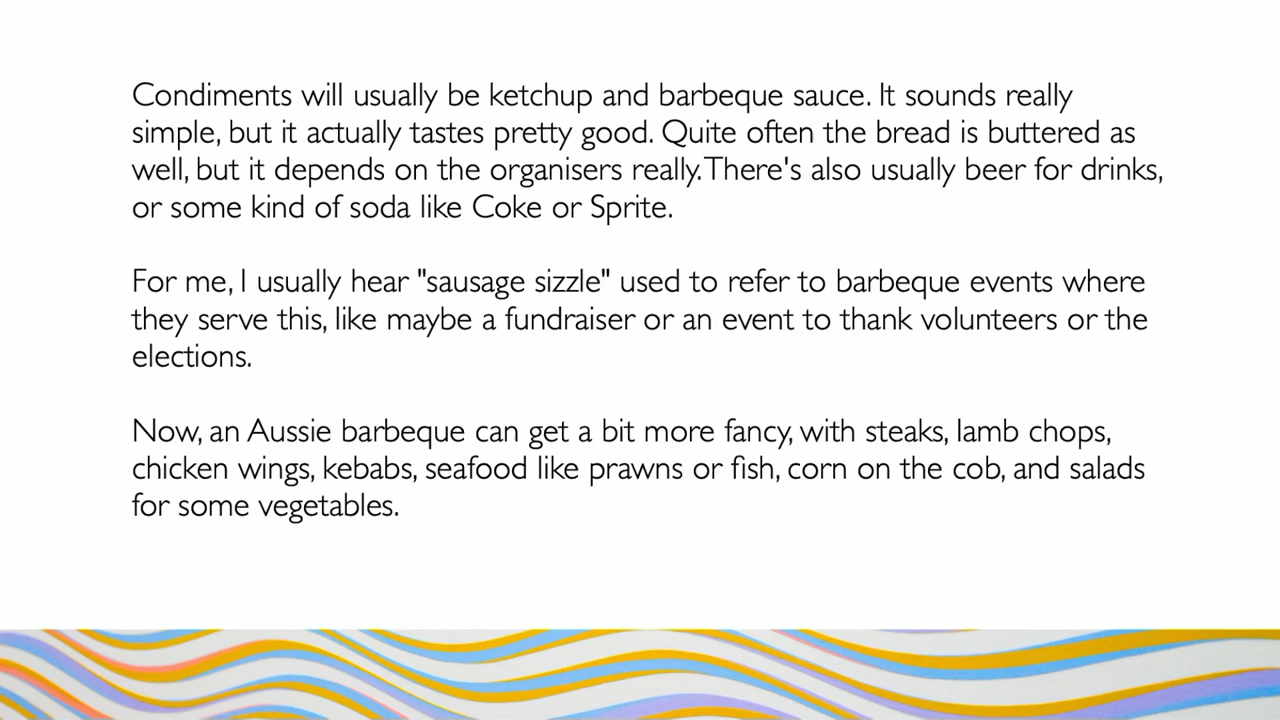 Condiments will usually be ketchup and barbeque sauce. It sounds really
simple, but it actually tastes pretty good. Quite often the bread is buttered as
well, but it depends on the organisers really. There's also usually beer for drinks,
or some kind of soda like Coke or Sprite.
For me, I usually hear "sausage sizzle" used to refer to barbeque events where
they serve this, like maybe a fundraiser or an event to thank volunteers or the
elections.
Now, an Aussie barbeque can get a bit more fancy, with steaks, lamb chops,
chicken wings, kebabs, seafood like prawns or fish, corn on the cob, and salads
for some vegetables.